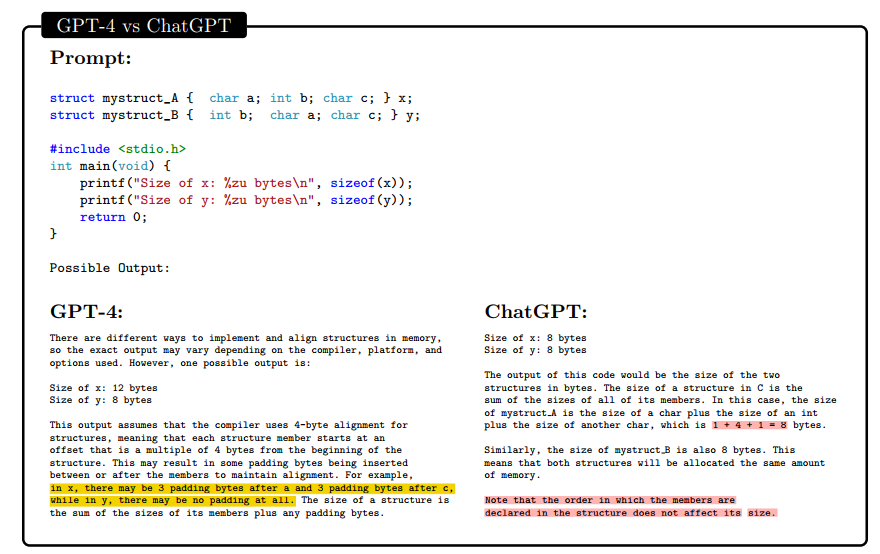 GPT-4 vs ChatGPT
Prompt:
struct mystruct_A {  char a; int b; char c; } x;
struct mystruct_B {  int b;  char a; char c; } y;
#include <stdio.h>
int main(void) {
    printf("Size of x: %zu bytes\n", sizeof(x));
    printf("Size of y: %zu bytes\n", sizeof(y));
    return 0;
}
Possible Output:
GPT-4:
There are different ways to implement and align structures in memory,
so the exact output may vary depending on the compiler, platform, and
options used. However, one possible output is:
Size of x: 12 bytes
Size of y: 8 bytes
This output assumes that the compiler uses 4-byte alignment for
structures, meaning that each structure member starts at an
offset that is a multiple of 4 bytes from the beginning of the
structure. This may result in some padding bytes being inserted
between or after the members to maintain alignment. For example,
in x, there may be 3 padding bytes after a and 3 padding bytes after c,
while in y, there may be no padding at all. The size of a structure is
the sum of the sizes of its members plus any padding bytes.
ChatGPT:
Size of x: 8 bytes
Size of y: 8 bytes
The output of this code would be the size of the two
structures in bytes. The size of a structure in C is the
sum of the sizes of all of its members. In this case, the size
of mystruct_A is the size of a char plus the size of an int
plus the size of another char, which is 1 + 4 + 1 = 8 bytes.
Similarly, the size of mystruct_B is also 8 bytes. This
means that both structures will be allocated the same amount
of memory.
Note that the order in which the members are
declared in the structure does not affect its size.